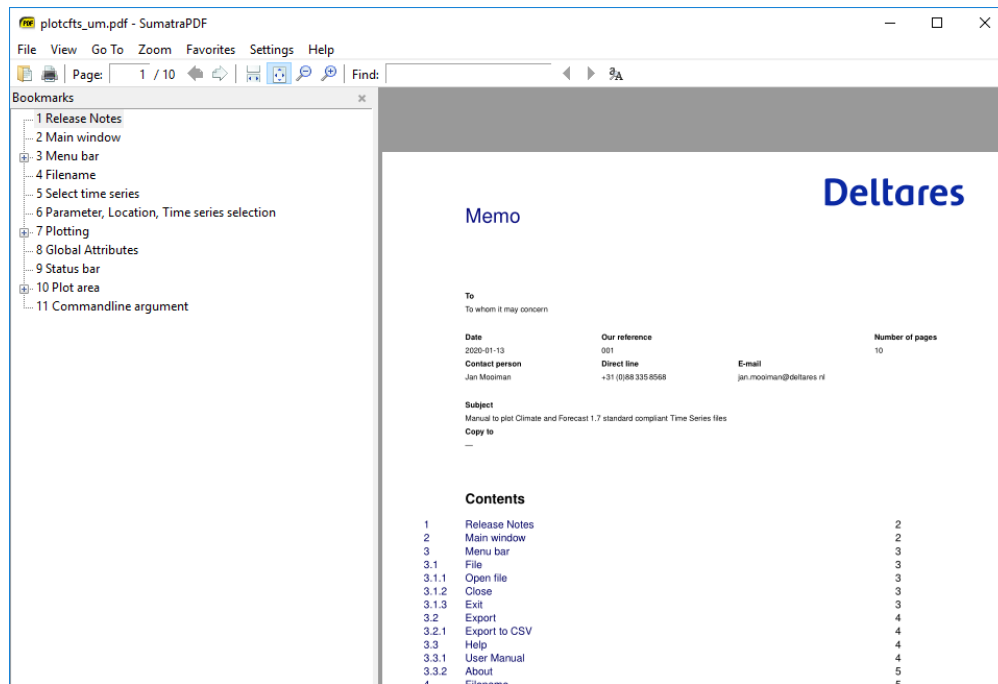 plotcfts_um.pdf - SumatraPDF
File View Go To Zoom Favorites Settings Help
Page: 1 / 10 Find:
Bookmarks
1 Release Notes
2 Main window
3 Menu bar
4 Filename
5 Select time series
6 Parameter, Location, Time series selection
7 Plotting
8 Global Attributes
9 Status bar
10 Plot area
11 Commandline argument
Deltares
Memo
To
To whom it may concern
Date Our reference Number of pages
2020-01-13 001 10
Contact person Direct line E-mail
Jan Mooiman +31 (0)88 335 8568 jan.mooiman@deltares nl
Subject
Manual to plot Climate and Forecast 1.7 standard compliant Time Series files
Copy to
—
Contents
1 Release Notes 2
2 Main window 2
3 Menu bar 3
3.1 File 3
3.1.1 Open file 3
3.1.2 Close 3
3.1.3 Exit 3
3.2 Export 4
3.2.1 Export to CSV 4
3.3 Help 4
3.3.1 User Manual 4
3.3.2 About 5
4 Filename 5